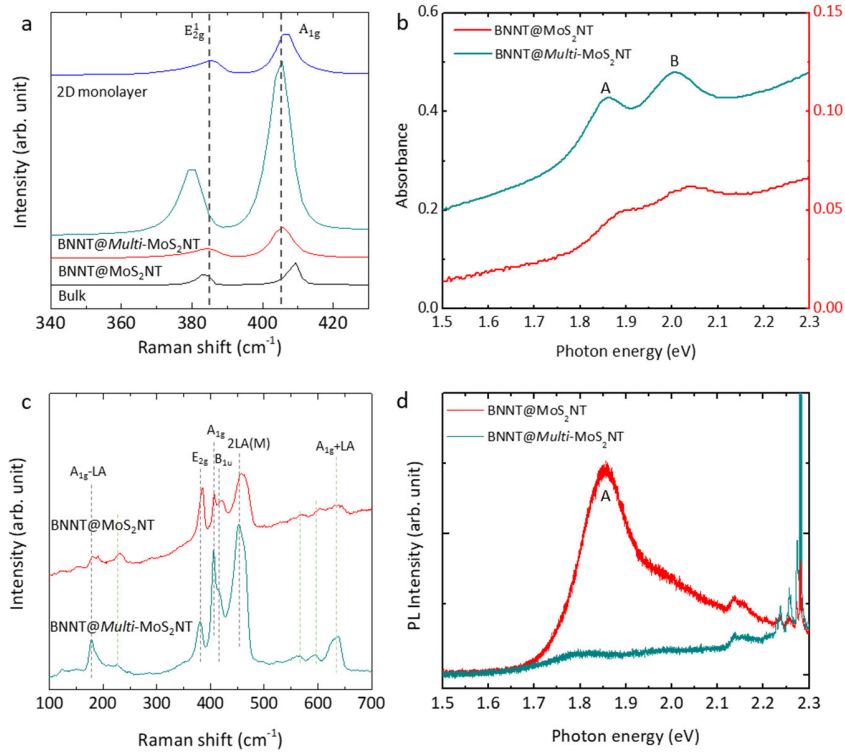 a
E¹₂g
A₁g
2D monolayer
BNNT@Multi-MoS₂NT
BNNT@MoS₂NT
Bulk
Intensity (arb. unit)
340 360 380 400 420
Raman shift (cm⁻¹)
b
BNNT@MoS₂NT
BNNT@Multi-MoS₂NT
A
B
Absorbance
0.6
0.4
0.2
0.0
0.15
0.10
0.05
0.00
1.5 1.6 1.7 1.8 1.9 2.0 2.1 2.2 2.3
Photon energy (eV)
c
A₁g-LA
E₂g
A₁g
B₁u
2LA(M)
A₁g+LA
BNNT@MoS₂NT
BNNT@Multi-MoS₂NT
Intensity (arb. unit)
100 200 300 400 500 600 700
Raman shift (cm⁻¹)
d
BNNT@MoS₂NT
BNNT@Multi-MoS₂NT
A
PL Intensity (arb. unit)
1.5 1.6 1.7 1.8 1.9 2.0 2.1 2.2 2.3
Photon energy (eV)